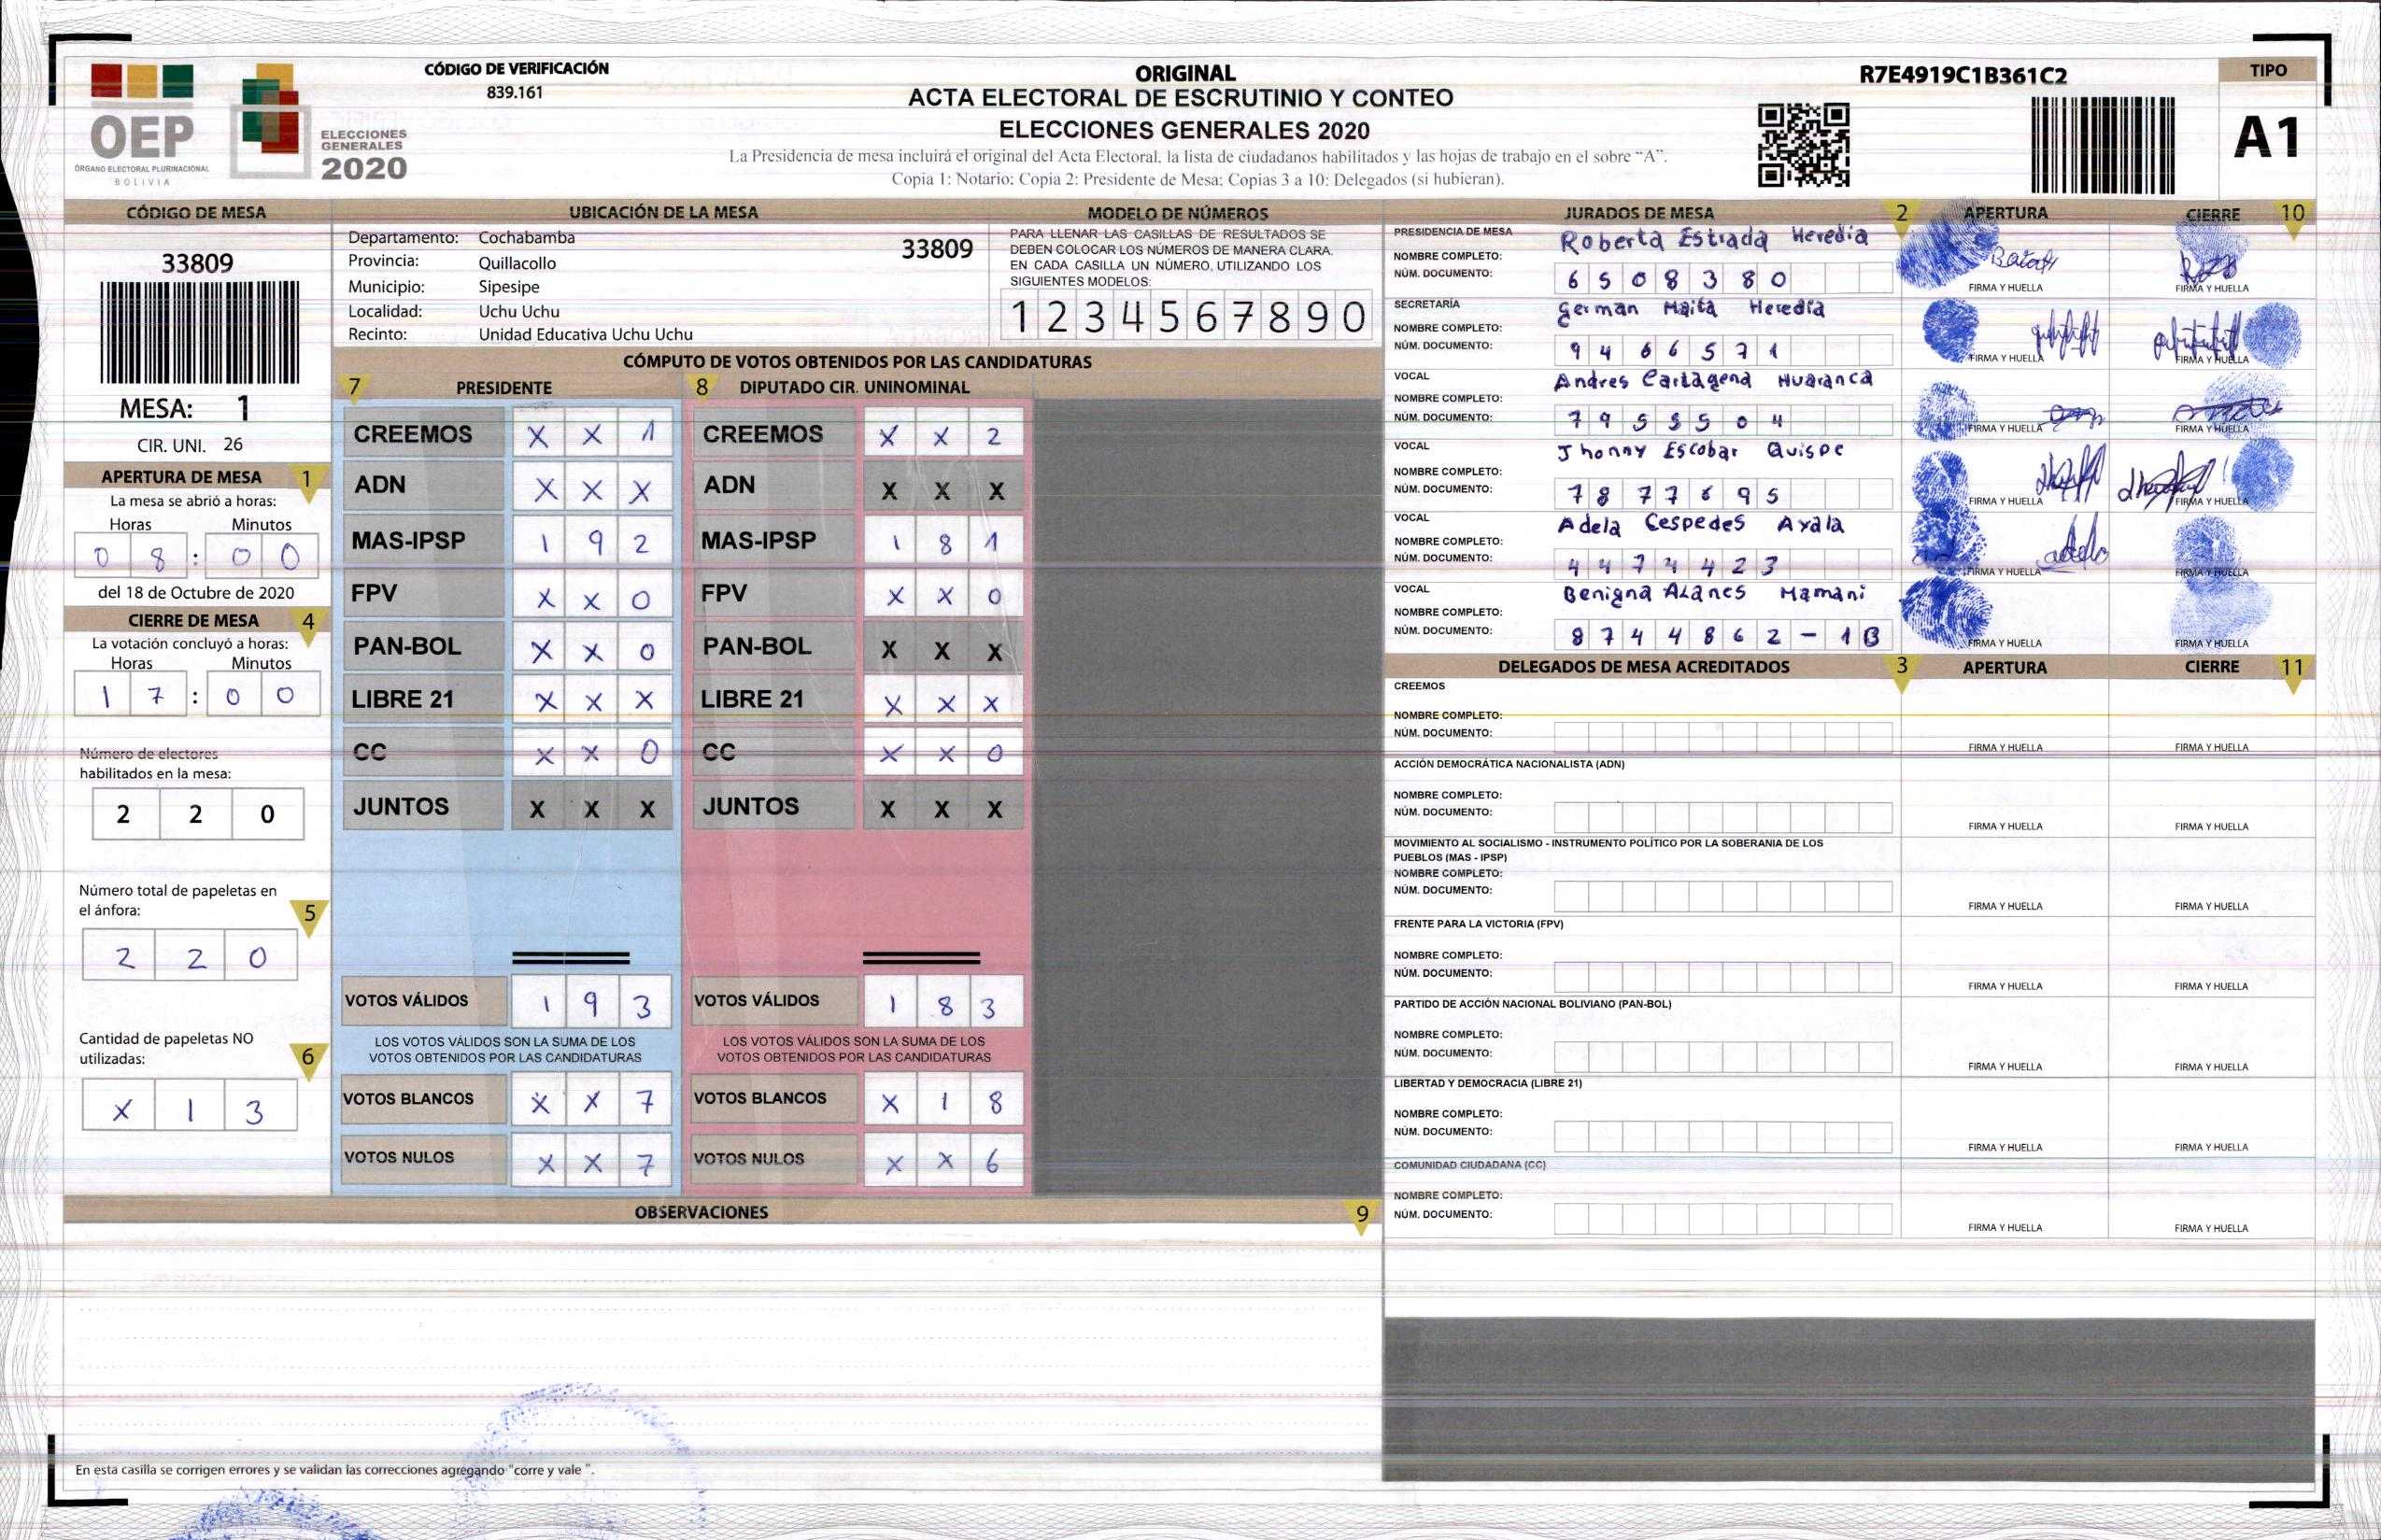 OEP
ÓRGANO ELECTORAL PLURINACIONAL
BOLIVIA
ELECCIONES
GENERALES
2020
CÓDIGO DE VERIFICACIÓN
839.161
ORIGINAL
ACTA ELECTORAL DE ESCRUTINIO Y CONTEO
ELECCIONES GENERALES 2020
La Presidencia de mesa incluirá el original del Acta Electoral, la lista de ciudadanos habilitados y las hojas de trabajo en el sobre “A”.
Copia 1: Notario; Copia 2: Presidente de Mesa; Copias 3 a 10: Delegados (si hubieran).
R7E4919C1B361C2
TIPO
A1
CÓDIGO DE MESA
33809
MESA: 1
CIR. UNI. 26
APERTURA DE MESA 1
La mesa se abrió a horas:
Horas Minutos
0 8 : 0 0
del 18 de Octubre de 2020
CIERRE DE MESA 4
La votación concluyó a horas:
Horas Minutos
1 7 : 0 0
Número de electores
habilitados en la mesa:
2 2 0
Número total de papeletas en
el ánfora:
5
2 2 0
Cantidad de papeletas NO
utilizadas:
6
X 1 3
UBICACIÓN DE LA MESA
Departamento: Cochabamba
33809
Provincia: Quillacollo
Municipio: Sipesipe
Localidad: Uchu Uchu
Recinto: Unidad Educativa Uchu Uchu
MODELO DE NÚMEROS
PARA LLENAR LAS CASILLAS DE RESULTADOS SE
DEBEN COLOCAR LOS NÚMEROS DE MANERA CLARA.
EN CADA CASILLA UN NÚMERO, UTILIZANDO LOS
SIGUIENTES MODELOS:
1 2 3 4 5 6 7 8 9 0
CÓMPUTO DE VOTOS OBTENIDOS POR LAS CANDIDATURAS
7 PRESIDENTE
CREEMOS X X 1
ADN X X X
MAS-IPSP 1 9 2
FPV X X 0
PAN-BOL X X 0
LIBRE 21 X X X
CC X X 0
JUNTOS X X X
VOTOS VÁLIDOS 1 9 3
LOS VOTOS VÁLIDOS SON LA SUMA DE LOS
VOTOS OBTENIDOS POR LAS CANDIDATURAS
VOTOS BLANCOS X X 7
VOTOS NULOS X X 7
8 DIPUTADO CIR. UNINOMINAL
CREEMOS X X 2
ADN X X X
MAS-IPSP 1 8 1
FPV X X 0
PAN-BOL X X X
LIBRE 21 X X X
CC X X 0
JUNTOS X X X
VOTOS VÁLIDOS 1 8 3
LOS VOTOS VÁLIDOS SON LA SUMA DE LOS
VOTOS OBTENIDOS POR LAS CANDIDATURAS
VOTOS BLANCOS X 1 8
VOTOS NULOS X X 6
OBSERVACIONES 9
En esta casilla se corrigen errores y se validan las correcciones agregando "corre y vale ".
JURADOS DE MESA 2 APERTURA CIERRE 10
PRESIDENCIA DE MESA
NOMBRE COMPLETO: Roberta Estrada Heredia
NÚM. DOCUMENTO: 6 5 0 8 3 8 0
FIRMA Y HUELLA FIRMA Y HUELLA
SECRETARÍA
NOMBRE COMPLETO: German Maita Heredia
NÚM. DOCUMENTO: 9 4 6 6 5 7 1
FIRMA Y HUELLA FIRMA Y HUELLA
VOCAL
NOMBRE COMPLETO: Andres Cartagena Huaranca
NÚM. DOCUMENTO: 7 9 5 5 5 0 4
FIRMA Y HUELLA FIRMA Y HUELLA
VOCAL
NOMBRE COMPLETO: Jhonny Escobar Quispe
NÚM. DOCUMENTO: 7 8 7 7 6 9 5
FIRMA Y HUELLA FIRMA Y HUELLA
VOCAL
NOMBRE COMPLETO: Adela Cespedes Ayala
NÚM. DOCUMENTO: 4 4 7 4 4 2 3
adela
FIRMA Y HUELLA FIRMA Y HUELLA
VOCAL
NOMBRE COMPLETO: Benigna Alanes Mamani
NÚM. DOCUMENTO: 8 7 4 4 8 6 2 - 1 B
FIRMA Y HUELLA FIRMA Y HUELLA
DELEGADOS DE MESA ACREDITADOS 3 APERTURA CIERRE 11
CREEMOS
NOMBRE COMPLETO:
NÚM. DOCUMENTO:
FIRMA Y HUELLA FIRMA Y HUELLA
ACCIÓN DEMOCRÁTICA NACIONALISTA (ADN)
NOMBRE COMPLETO:
NÚM. DOCUMENTO:
FIRMA Y HUELLA FIRMA Y HUELLA
MOVIMIENTO AL SOCIALISMO - INSTRUMENTO POLÍTICO POR LA SOBERANIA DE LOS
PUEBLOS (MAS - IPSP)
NOMBRE COMPLETO:
NÚM. DOCUMENTO:
FIRMA Y HUELLA FIRMA Y HUELLA
FRENTE PARA LA VICTORIA (FPV)
NOMBRE COMPLETO:
NÚM. DOCUMENTO:
FIRMA Y HUELLA FIRMA Y HUELLA
PARTIDO DE ACCIÓN NACIONAL BOLIVIANO (PAN-BOL)
NOMBRE COMPLETO:
NÚM. DOCUMENTO:
FIRMA Y HUELLA FIRMA Y HUELLA
LIBERTAD Y DEMOCRACIA (LIBRE 21)
NOMBRE COMPLETO:
NÚM. DOCUMENTO:
FIRMA Y HUELLA FIRMA Y HUELLA
COMUNIDAD CIUDADANA (CC)
NOMBRE COMPLETO:
NÚM. DOCUMENTO:
FIRMA Y HUELLA FIRMA Y HUELLA